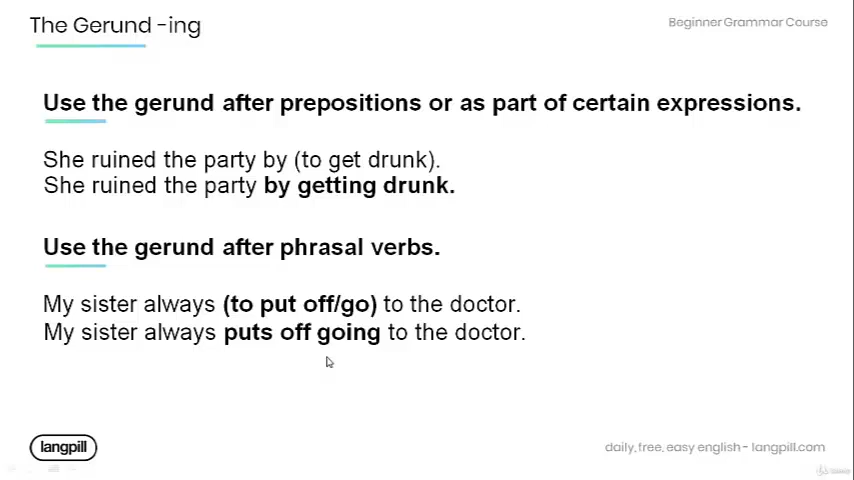 The Gerund -ing
Beginner Grammar Course
Use the gerund after prepositions or as part of certain expressions.
She ruined the party by (to get drunk).
She ruined the party by getting drunk.
Use the gerund after phrasal verbs.
My sister always (to put off/go) to the doctor.
My sister always puts off going to the doctor.
langpill
daily, free, easy english - langpill.com